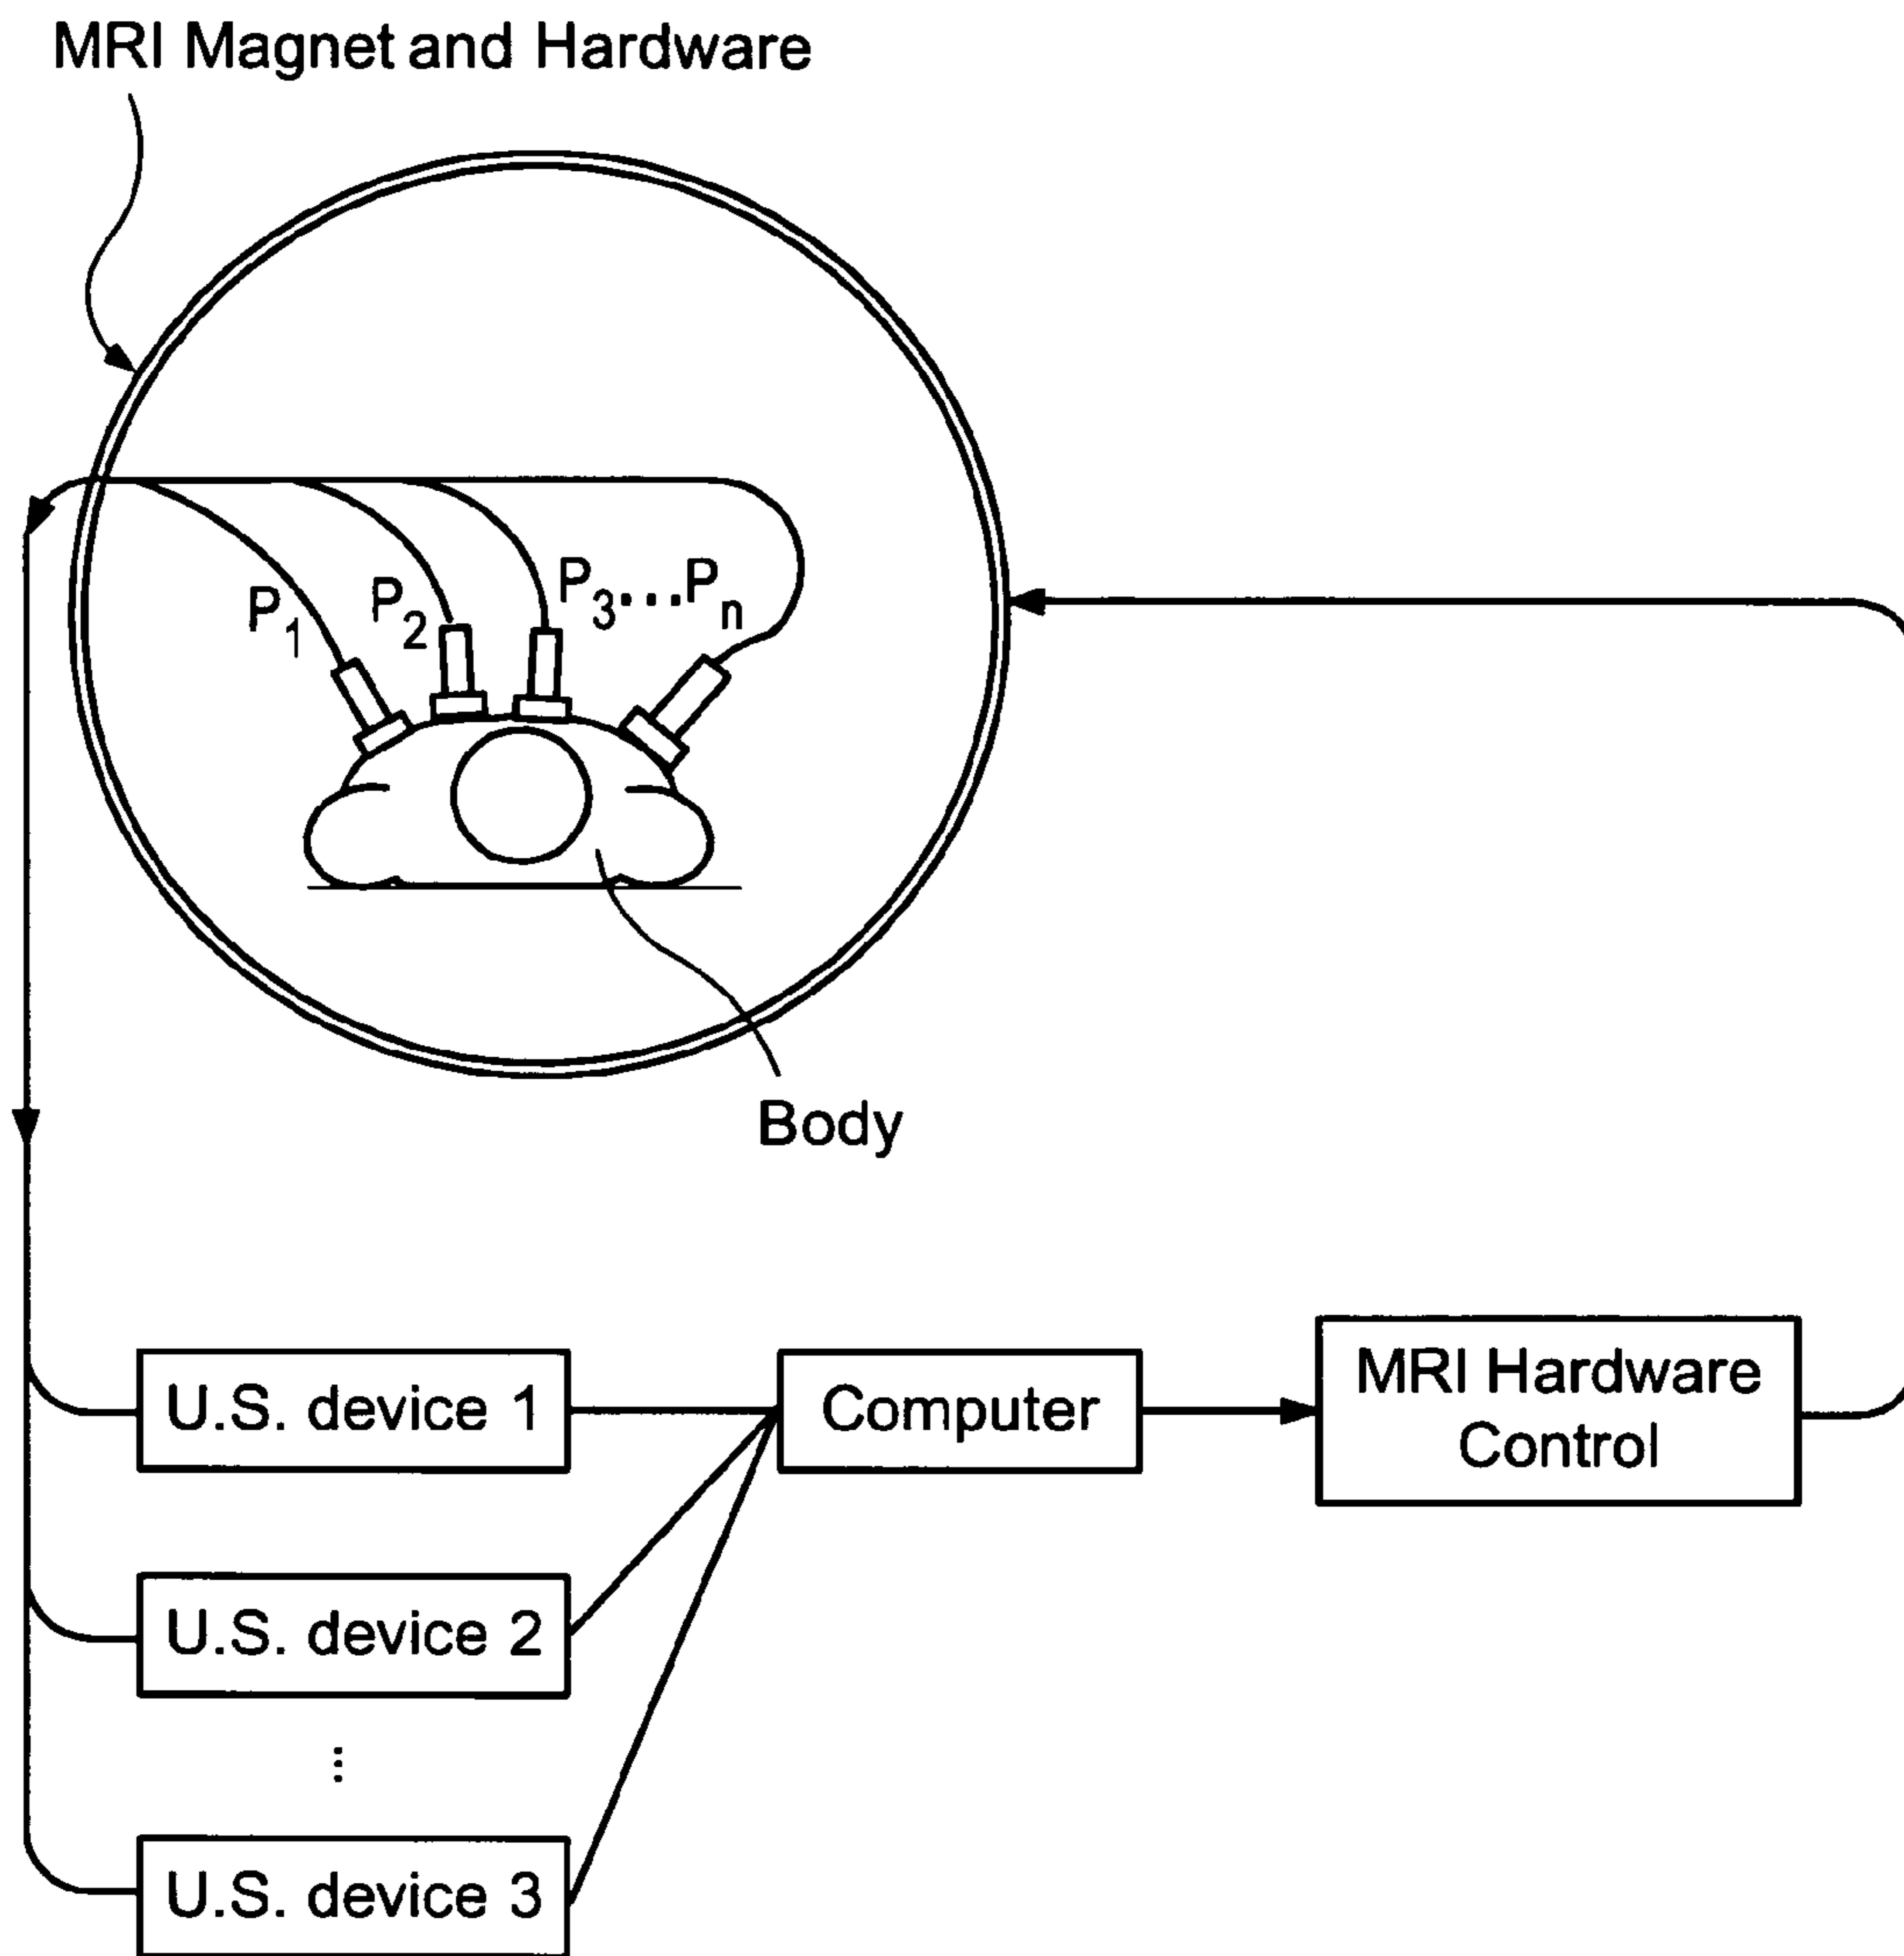 MRI Magnet and Hardware
P1
P2
P3...Pn
Body
U.S. device 1
Computer
MRI Hardware
Control
U.S. device 2
⋮
U.S. device 3